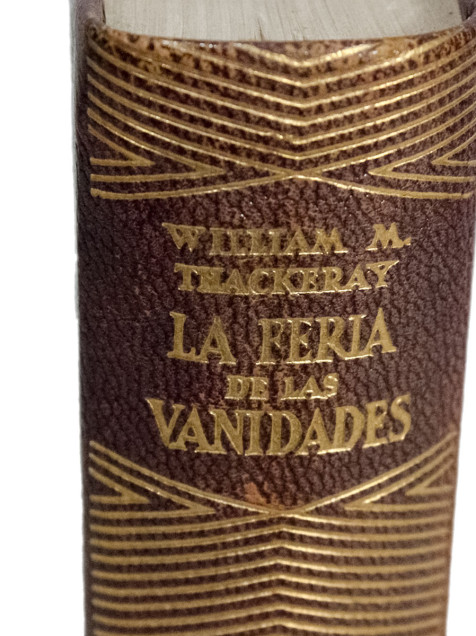 WILLIAM M.
THACKERAY
LA FERIA
DE LAS
VANIDADES